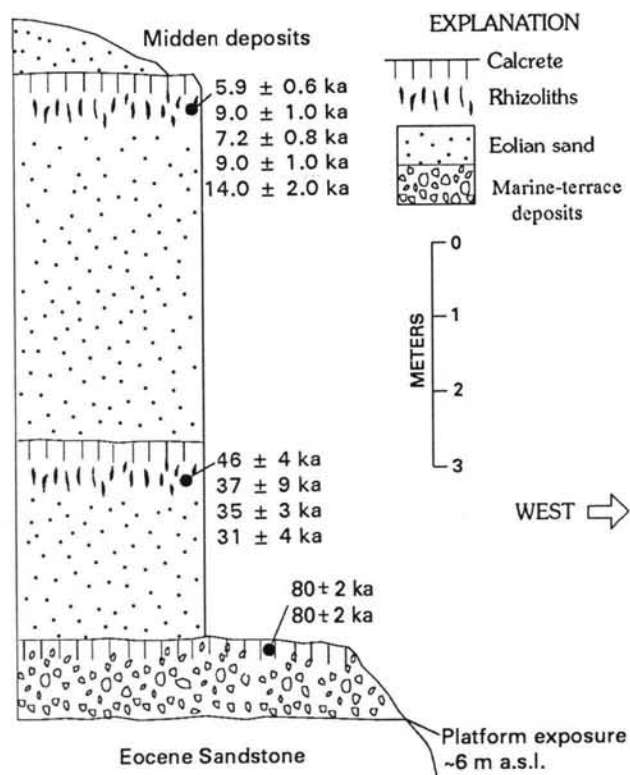 Midden deposits
5.9 ± 0.6 ka
9.0 ± 1.0 ka
7.2 ± 0.8 ka
9.0 ± 1.0 ka
14.0 ± 2.0 ka
46 ± 4 ka
37 ± 9 ka
35 ± 3 ka
31 ± 4 ka
80 ± 2 ka
80 ± 2 ka
Eocene Sandstone
Platform exposure
~6 m a.s.l.
EXPLANATION
Calcrete
Rhizoliths
Eolian sand
Marine-terrace
deposits
METERS
0
1
2
3
WEST